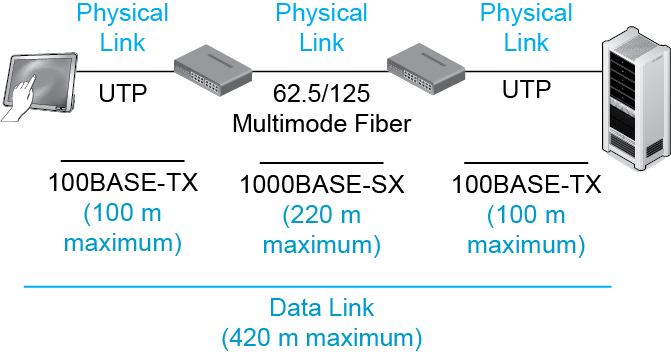 Physical
Link
Physical
Link
Physical
Link
UTP
62.5/125
Multimode Fiber
UTP
100BASE-TX
(100 m
maximum)
1000BASE-SX
(220 m
maximum)
100BASE-TX
(100 m
maximum)
Data Link
(420 m maximum)